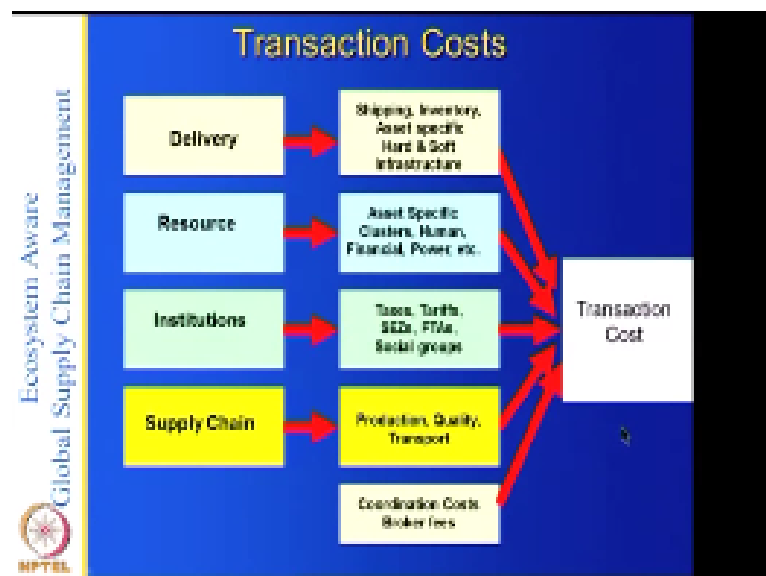 Transaction Costs
Ecosystem Aware
Global Supply Chain Management
Delivery
Shipping, Inventory,
Asset specific
Hard & Soft
Infrastructure
Resource
Asset Specific
Clusters, Human,
Financial, Power, etc.
Institutions
Taxes, Tariffs,
SEZs, FTAs,
Social groups
Supply Chain
Production, Quality,
Transport
Coordination Costs
Broker fees
Transaction
Cost
NPTEL